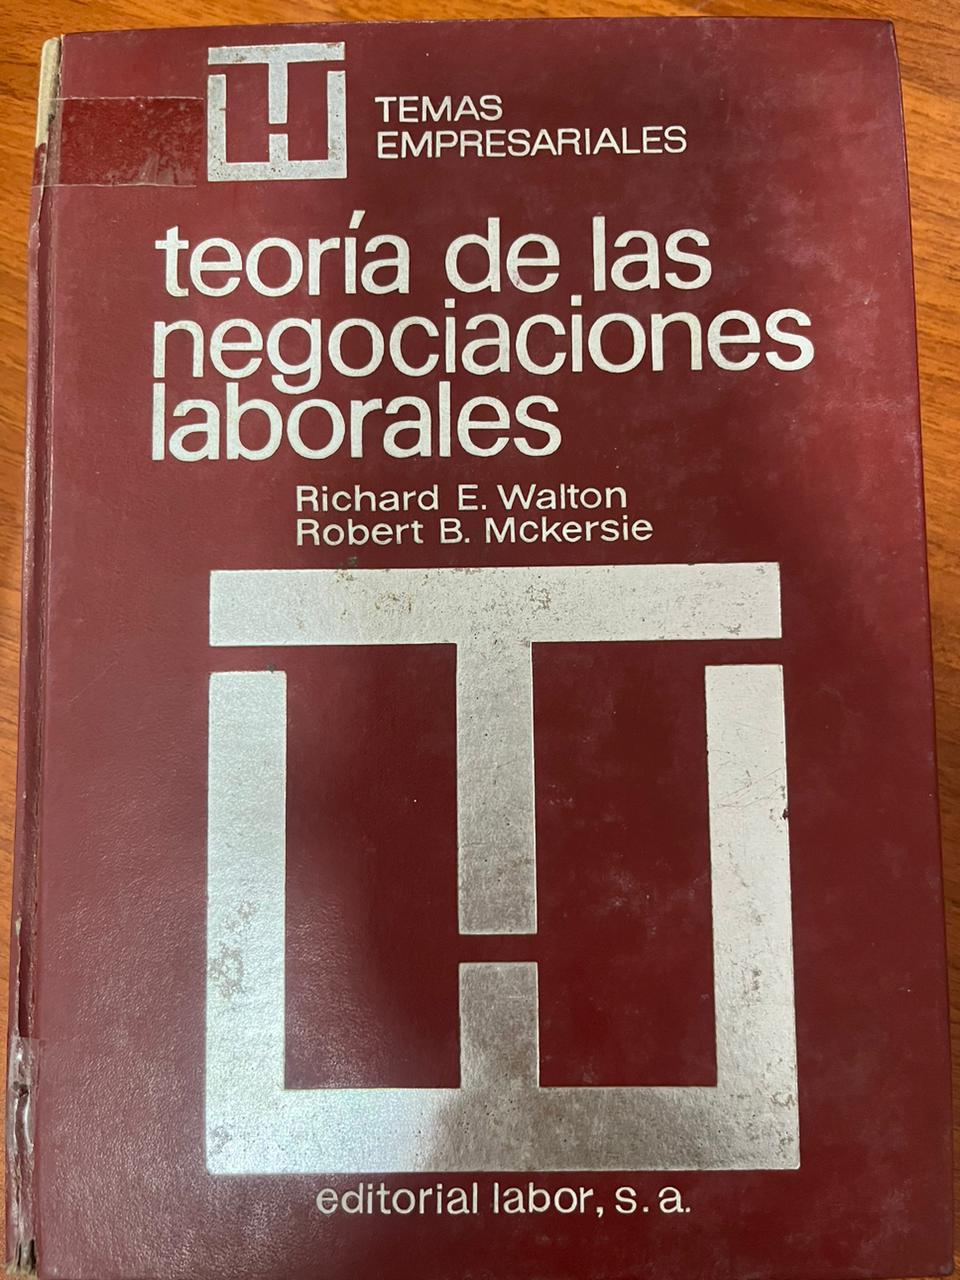 TEMAS
EMPRESARIALES
teoría de las
negociaciones
laborales
Richard E. Walton
Robert B. Mckersie
editorial labor, s. a.